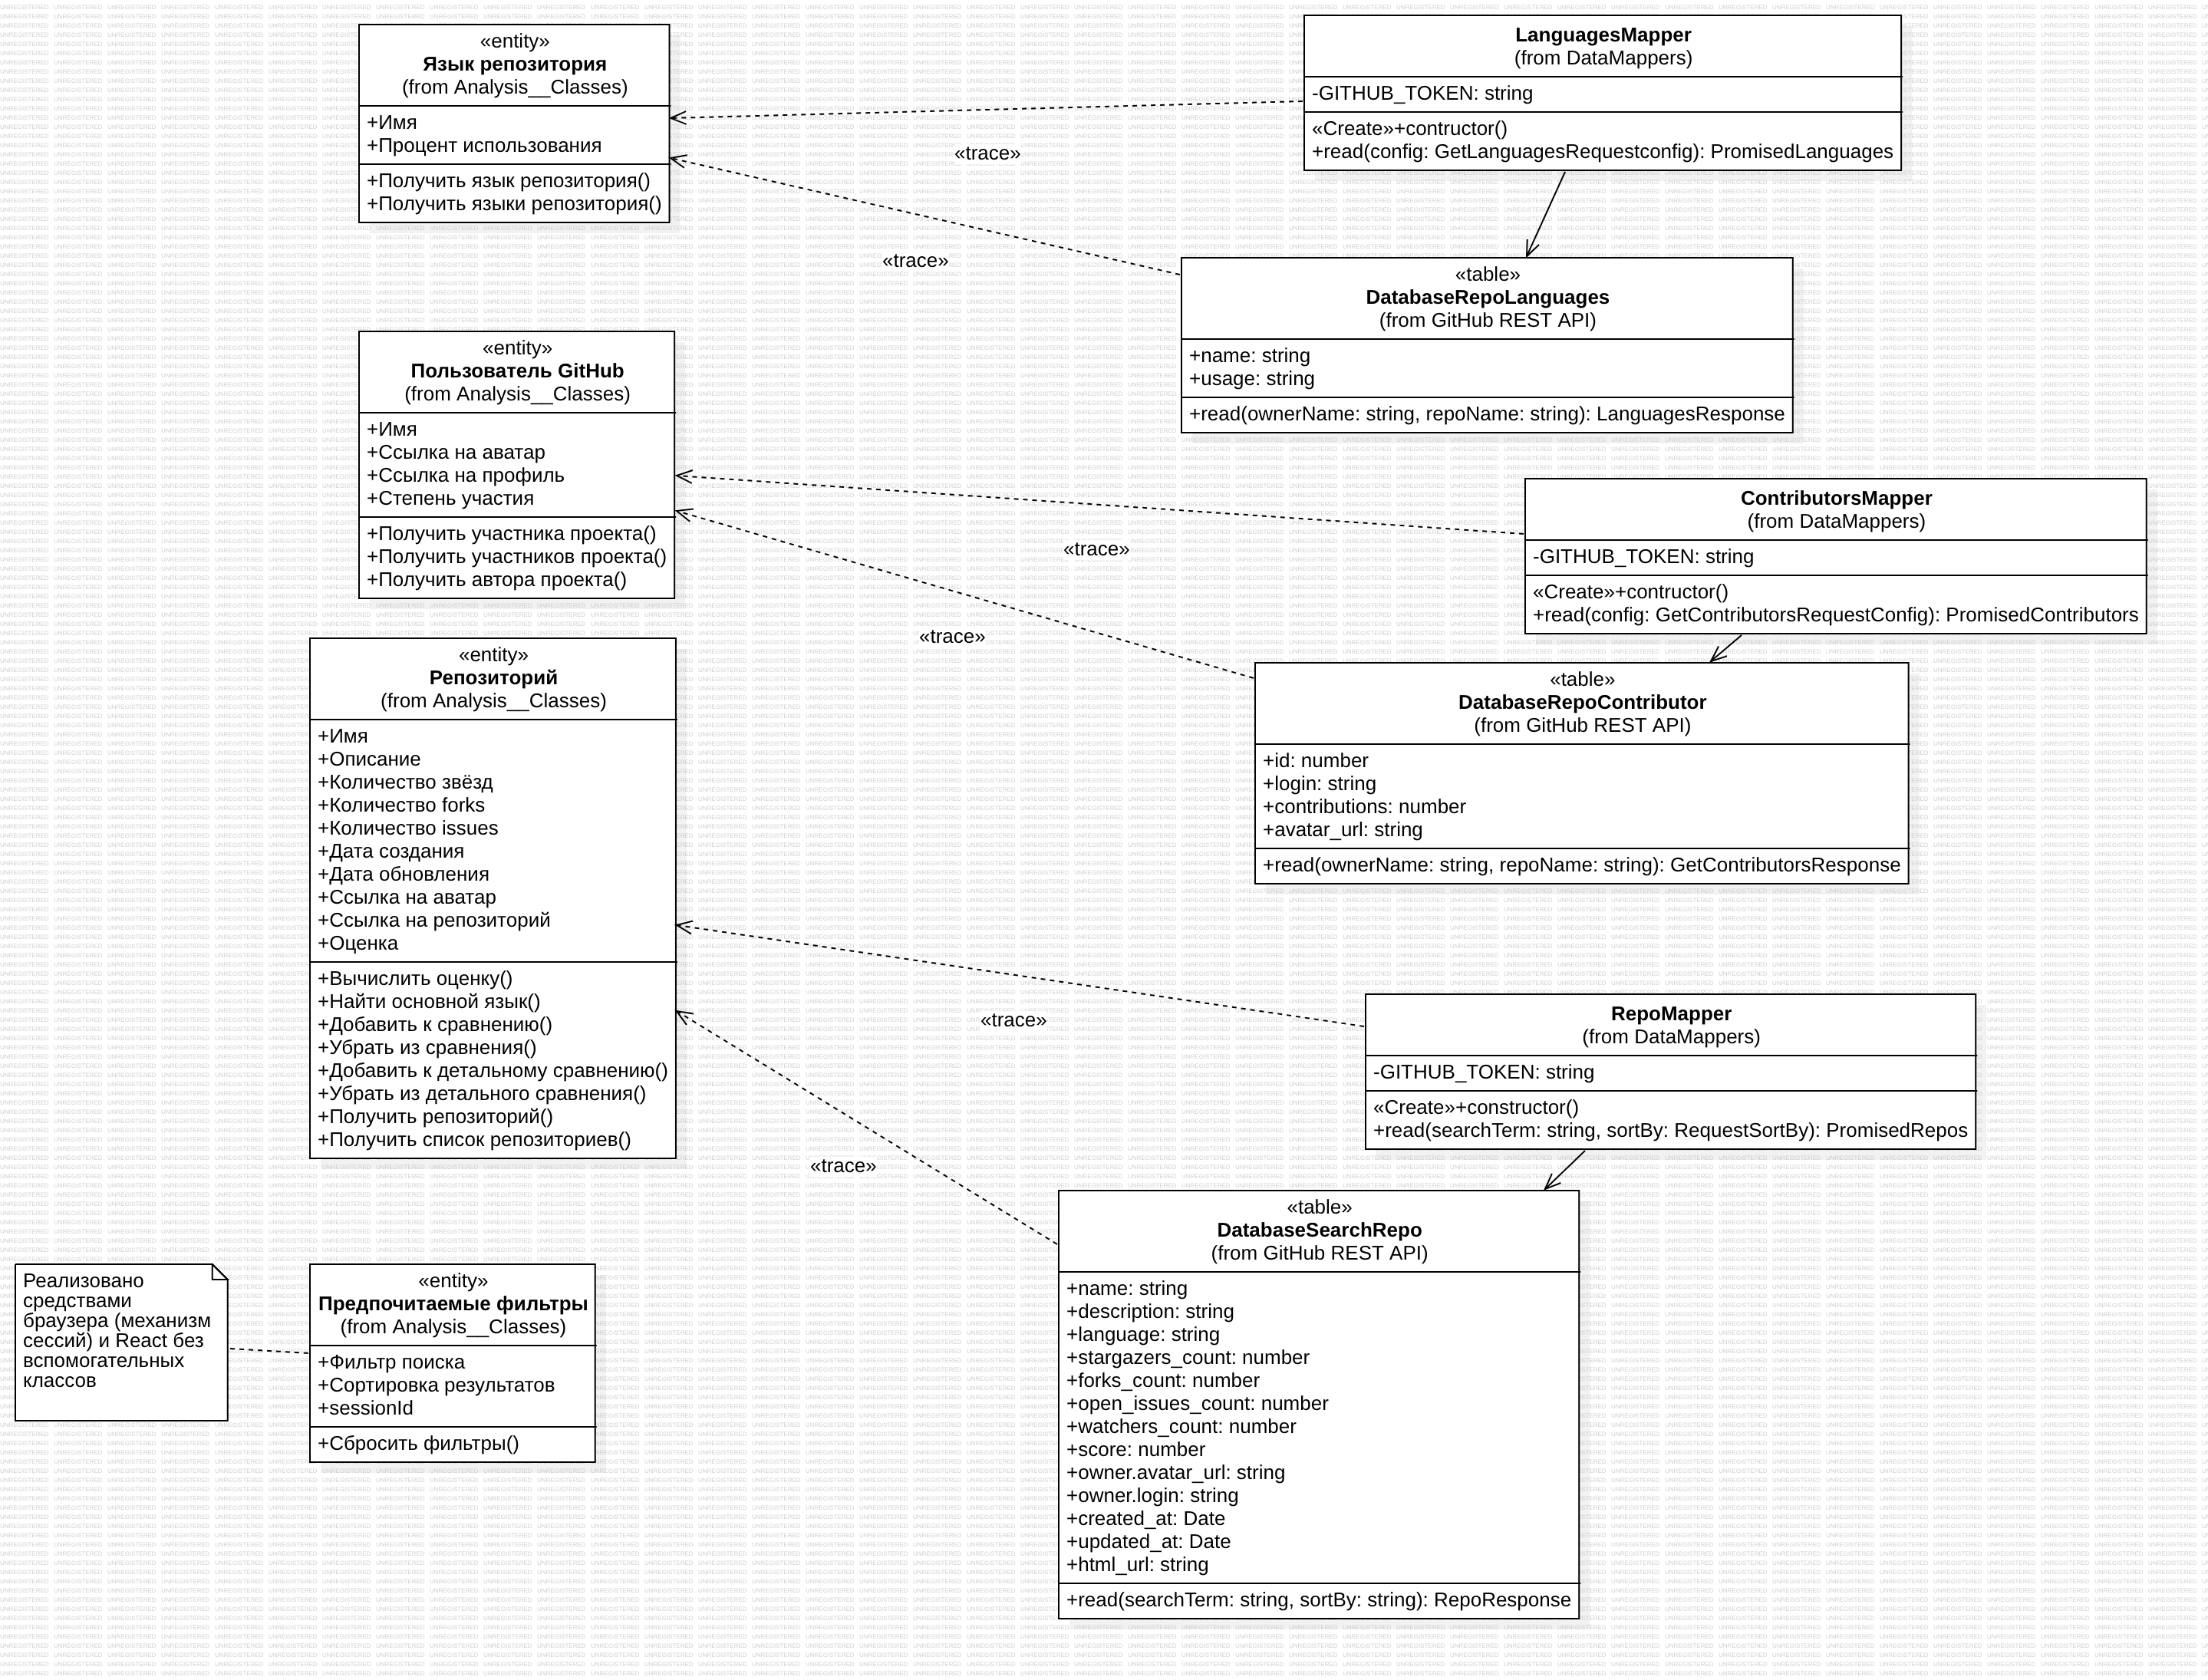 «entity»
Язык репозитория
(from Analysis__Classes)
+Имя
+Процент использования
+Получить язык репозитория()
+Получить языки репозитория()
LanguagesMapper
(from DataMappers)
-GITHUB_TOKEN: string
«Create»+contructor()
+read(config: GetLanguagesRequestconfig): PromisedLanguages
«trace»
«trace»
«table»
DatabaseRepoLanguages
(from GitHub REST API)
+name: string
+usage: string
+read(ownerName: string, repoName: string): LanguagesResponse
«entity»
Пользователь GitHub
(from Analysis__Classes)
+Имя
+Ссылка на аватар
+Ссылка на профиль
+Степень участия
+Получить участника проекта()
+Получить участников проекта()
+Получить автора проекта()
ContributorsMapper
(from DataMappers)
-GITHUB_TOKEN: string
«Create»+contructor()
+read(config: GetContributorsRequestConfig): PromisedContributors
«trace»
«trace»
«table»
DatabaseRepoContributor
(from GitHub REST API)
+id: number
+login: string
+contributions: number
+avatar_url: string
+read(ownerName: string, repoName: string): GetContributorsResponse
«entity»
Репозиторий
(from Analysis__Classes)
+Имя
+Описание
+Количество звёзд
+Количество forks
+Количество issues
+Дата создания
+Дата обновления
+Ссылка на аватар
+Ссылка на репозиторий
+Оценка
+Вычислить оценку()
+Найти основной язык()
+Добавить к сравнению()
+Убрать из сравнения()
+Добавить к детальному сравнению()
+Убрать из детального сравнения()
+Получить репозиторий()
+Получить список репозиториев()
RepoMapper
(from DataMappers)
-GITHUB_TOKEN: string
«Create»+constructor()
+read(searchTerm: string, sortBy: RequestSortBy): PromisedRepos
«trace»
«trace»
«table»
DatabaseSearchRepo
(from GitHub REST API)
+name: string
+description: string
+language: string
+stargazers_count: number
+forks_count: number
+open_issues_count: number
+watchers_count: number
+score: number
+owner.avatar_url: string
+owner.login: string
+created_at: Date
+updated_at: Date
+html_url: string
+read(searchTerm: string, sortBy: string): RepoResponse
Реализовано
средствами
браузера (механизм
сессий) и React без
вспомогательных
классов
«entity»
Предпочитаемые фильтры
(from Analysis__Classes)
+Фильтр поиска
+Сортировка результатов
+sessionId
+Сбросить фильтры()